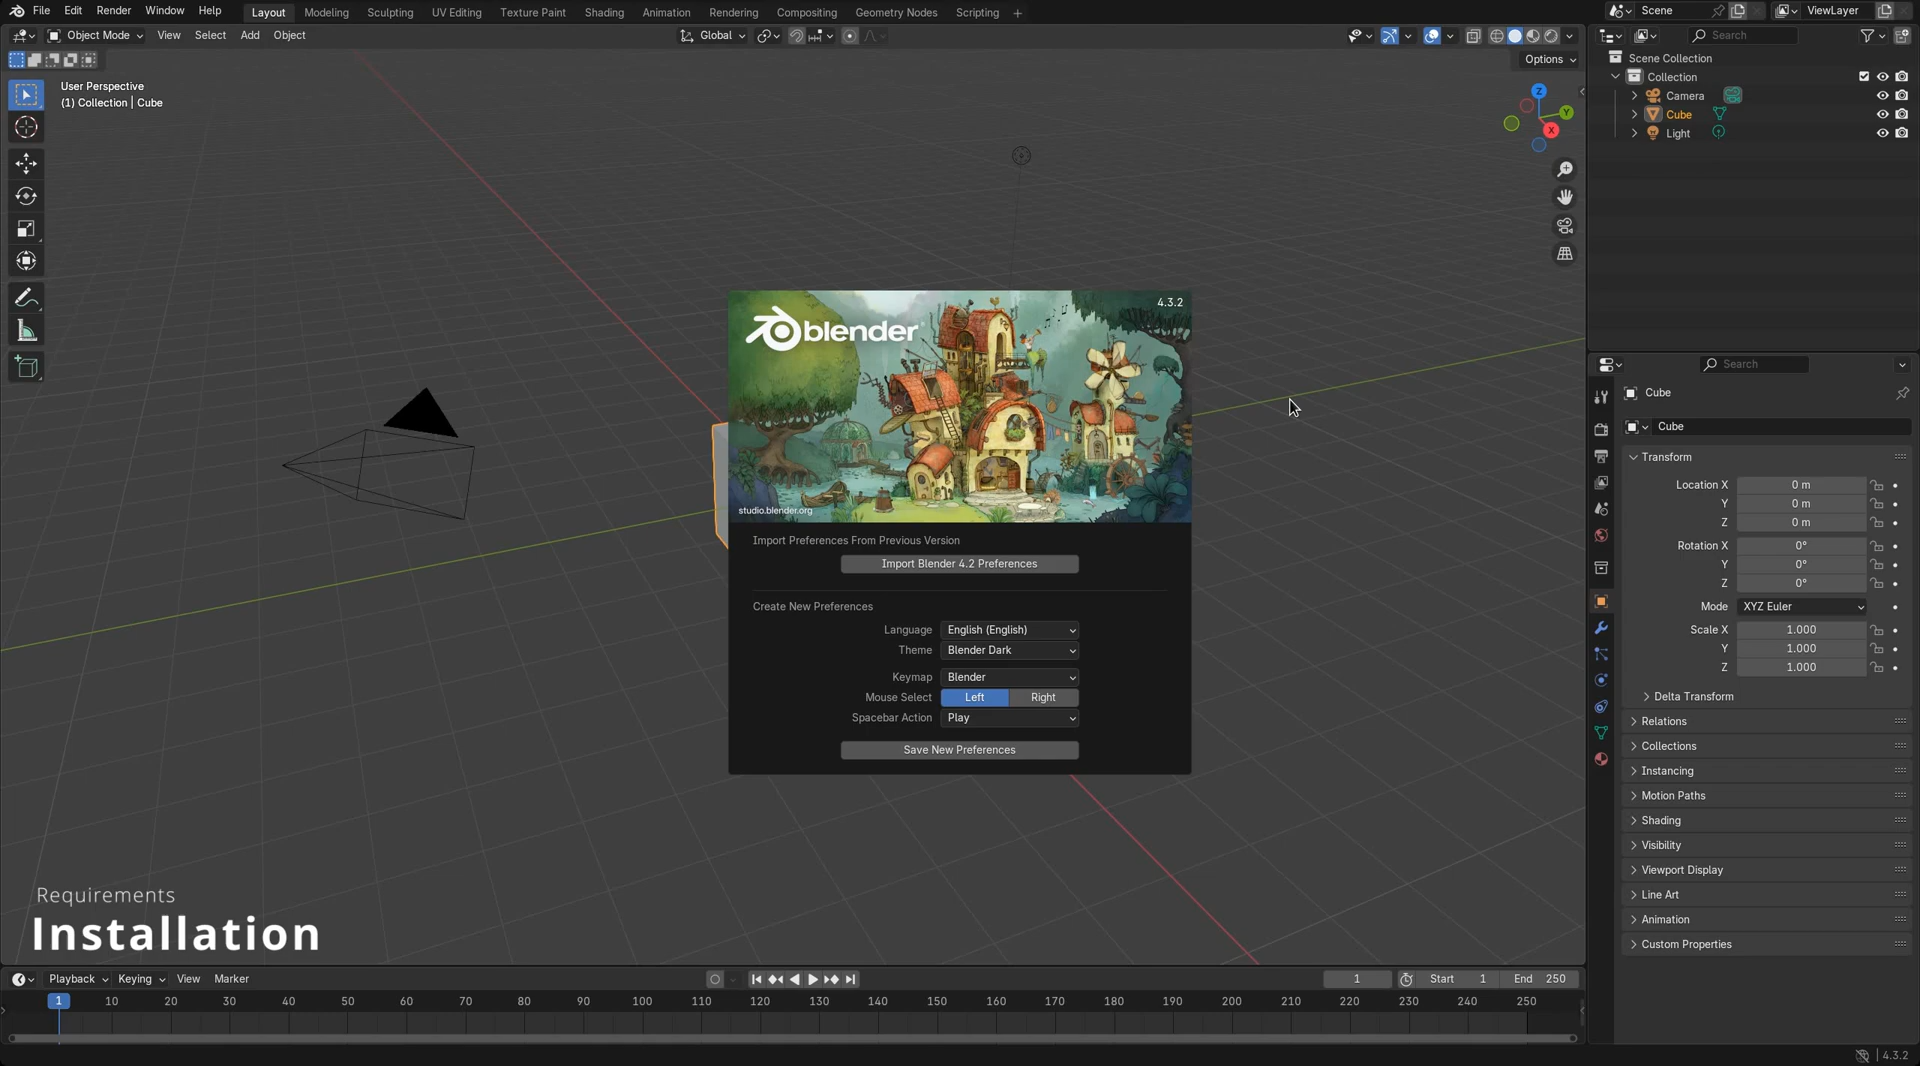 File Edit Render Window Help Layout Modeling Sculpting UV Editing Texture Paint Shading Animation Rendering Compositing Geometry Nodes Scripting + Scene ViewLayer
Object Mode View Select Add Object Global Search
Options
User Perspective
(1) Collection | Cube
Z
Y
X
Scene Collection
Collection
Camera
Cube
Light
blender
4.3.2
studio.blender.org
Import Preferences From Previous Version
Import Blender 4.2 Preferences
Create New Preferences
Language English (English)
Theme Blender Dark
Keymap Blender
Mouse Select Left Right
Spacebar Action Play
Save New Preferences
Search
Cube
Cube
Transform
Location X 0 m
Y 0 m
Z 0 m
Rotation X 0°
Y 0°
Z 0°
Mode XYZ Euler
Scale X 1.000
Y 1.000
Z 1.000
Delta Transform
Relations
Collections
Instancing
Motion Paths
Shading
Visibility
Viewport Display
Line Art
Animation
Custom Properties
Requirements
Installation
Playback Keying View Marker 1 Start 1 End 250
1 10 20 30 40 50 60 70 80 90 100 110 120 130 140 150 160 170 180 190 200 210 220 230 240 250
4.3.2